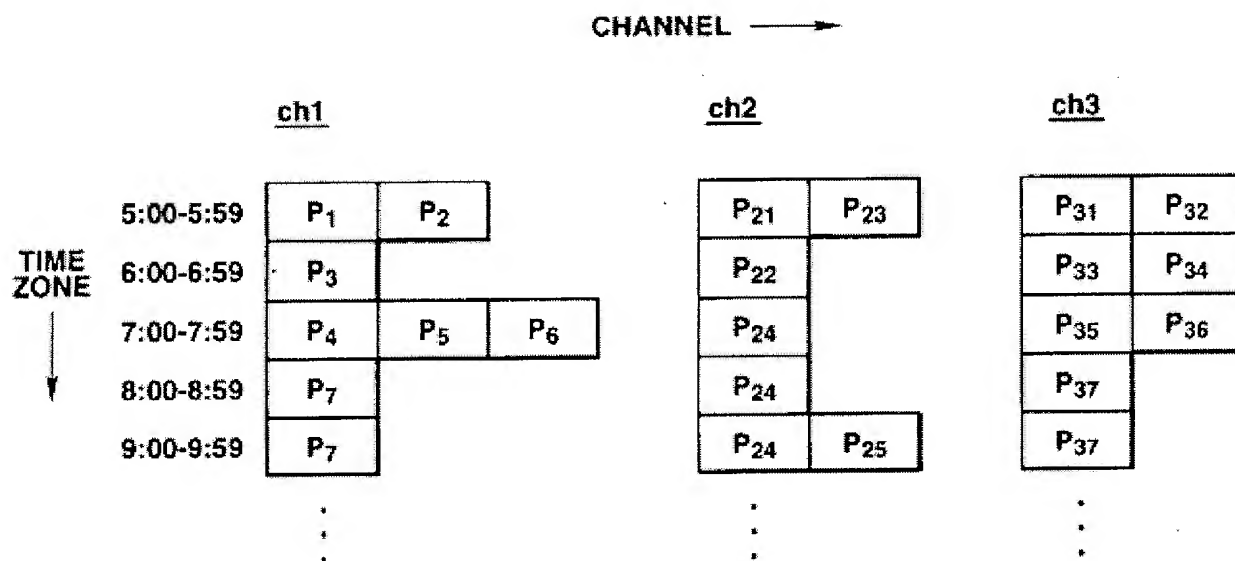 CHANNEL
ch1 ch2 ch3
5:00-5:59 P1 P2 P21 P23 P31 P32
TIME ZONE
6:00-6:59 P3 P22 P33 P34
7:00-7:59 P4 P5 P6 P24 P35 P36
8:00-8:59 P7 P24 P37
9:00-9:59 P7 P24 P25 P37